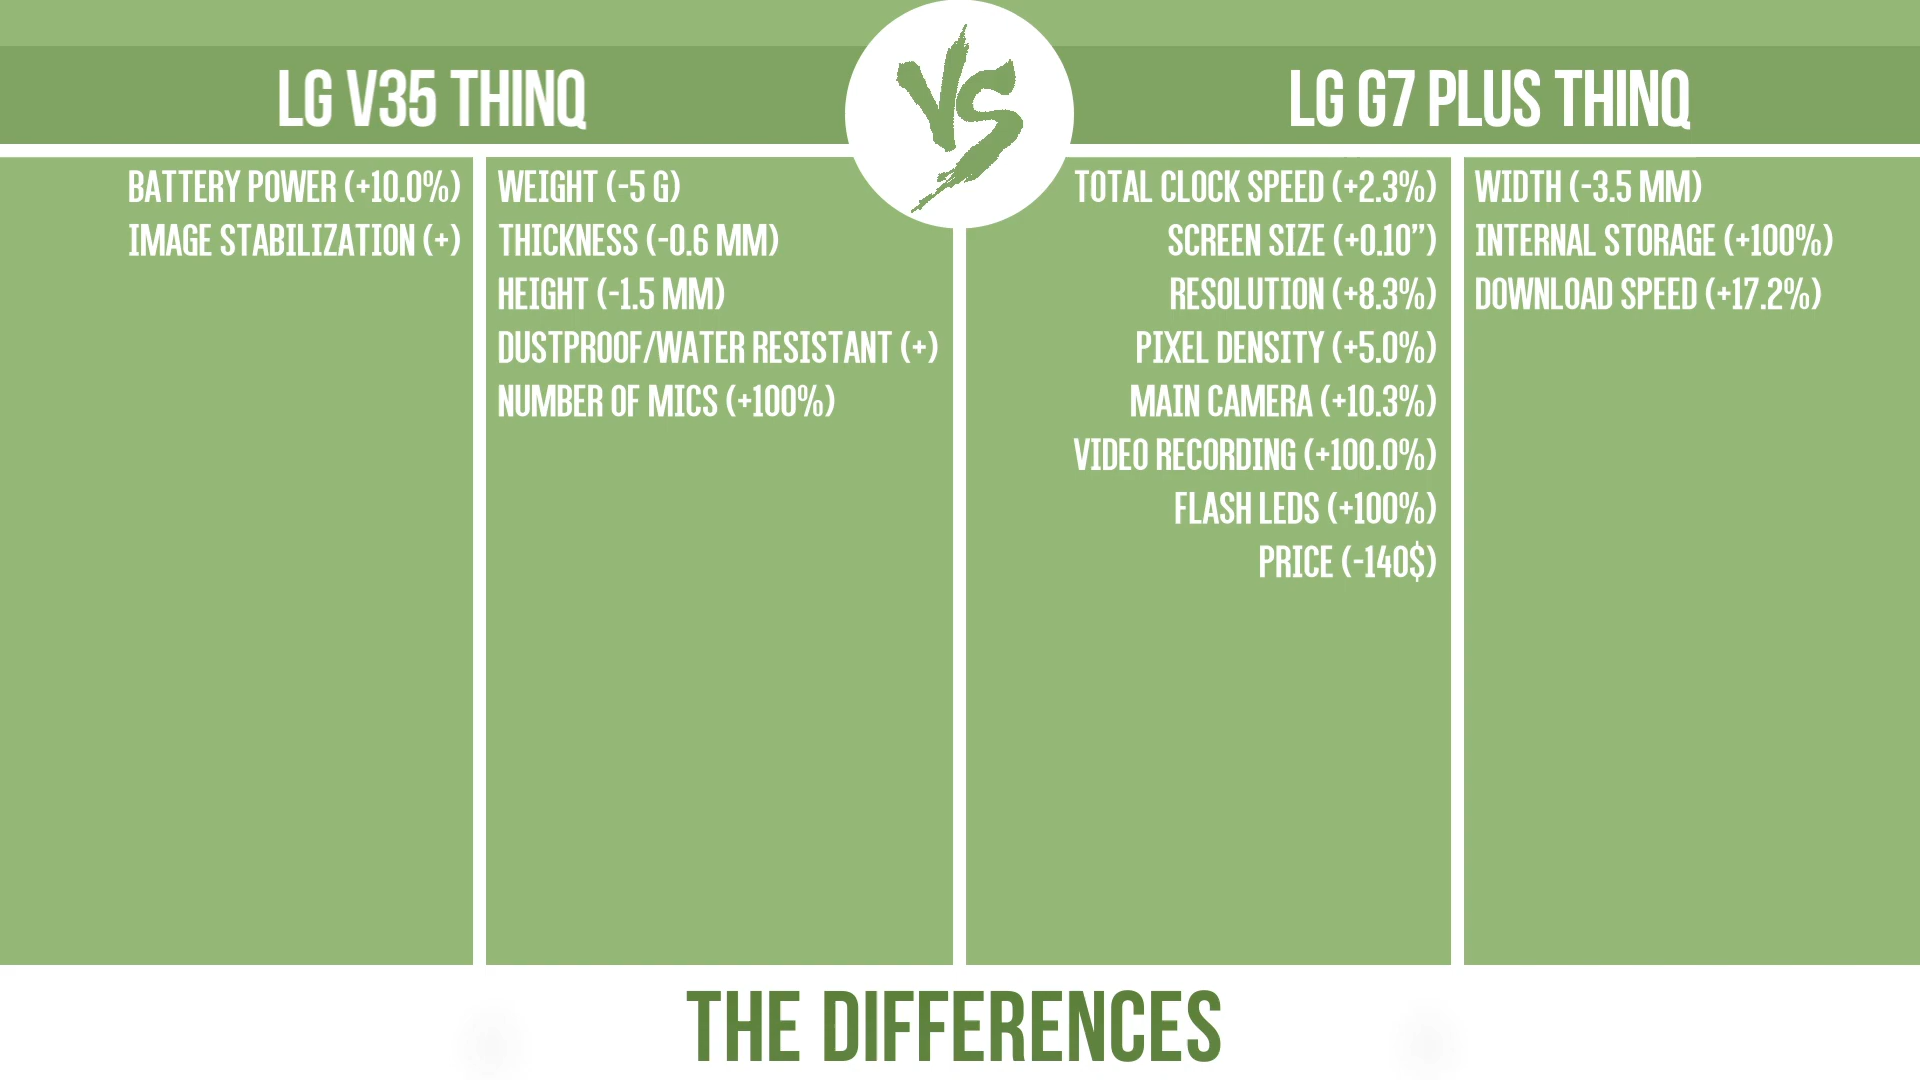 LG V35 THINQ
VS
LG G7 PLUS THINQ
BATTERY POWER (+10.0%)
IMAGE STABILIZATION (+)
WEIGHT (-5 G)
THICKNESS (-0.6 MM)
HEIGHT (-1.5 MM)
DUSTPROOF/WATER RESISTANT (+)
NUMBER OF MICS (+100%)
TOTAL CLOCK SPEED (+2.3%)
SCREEN SIZE (+0.10”)
RESOLUTION (+8.3%)
PIXEL DENSITY (+5.0%)
MAIN CAMERA (+10.3%)
VIDEO RECORDING (+100.0%)
FLASH LEDS (+100%)
PRICE (-140$)
WIDTH (-3.5 MM)
INTERNAL STORAGE (+100%)
DOWNLOAD SPEED (+17.2%)
THE DIFFERENCES